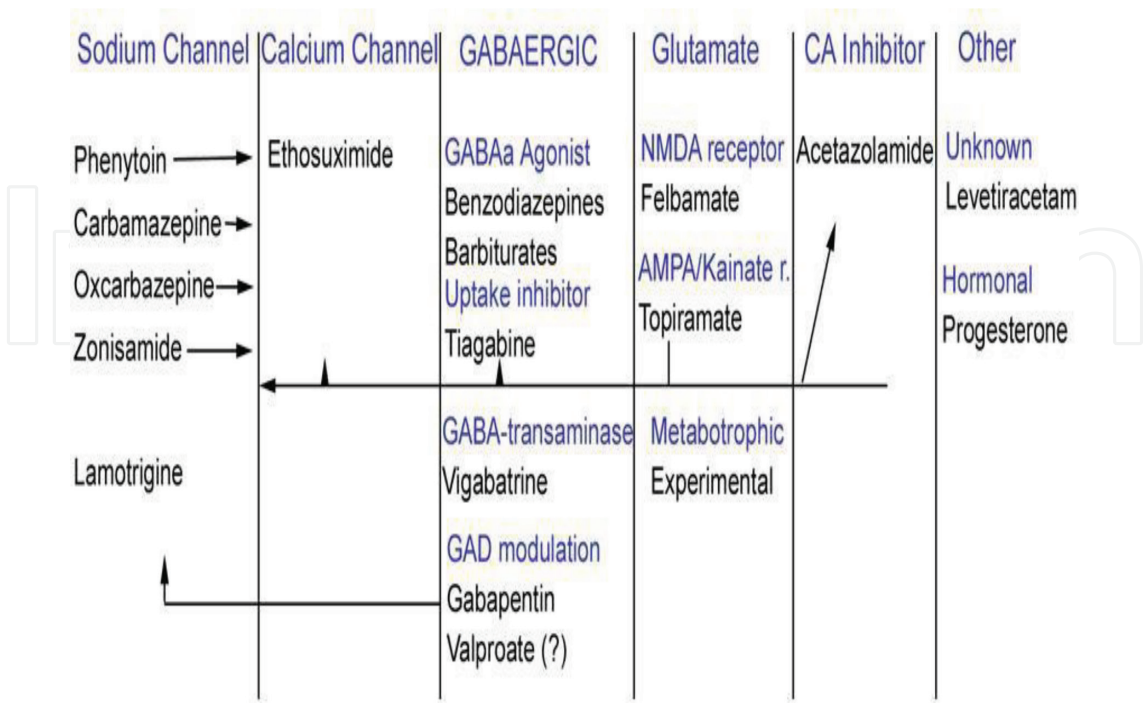 Sodium Channel
Calcium Channel
GABAERGIC
Glutamate
CA Inhibitor
Other
Phenytoin
Carbamazepine
Oxcarbazepine
Zonisamide
Lamotrigine
Ethosuximide
GABAa Agonist
Benzodiazepines
Barbiturates
Uptake inhibitor
Tiagabine
GABA-transaminase
Vigabatrine
GAD modulation
Gabapentin
Valproate (?)
NMDA receptor
Felbamate
AMPA/Kainate r.
Topiramate
Metabotrophic
Experimental
Acetazolamide
Unknown
Levetiracetam
Hormonal
Progesterone